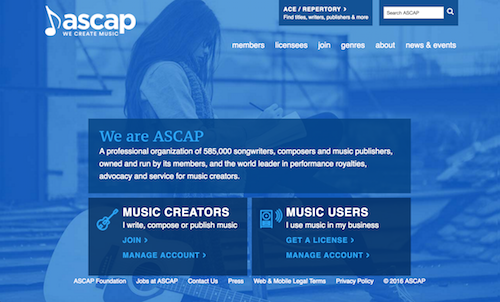 ascap
WE CREATE MUSIC
ACE / REPERTORY >
Find titles, writers, publishers & more
Search ASCAP
members licensees join genres about news & events
We are ASCAP
A professional organization of 585,000 songwriters, composers and music publishers,
owned and run by its members, and the world leader in performance royalties,
advocacy and service for music creators.
MUSIC CREATORS
I write, compose or publish music
JOIN >
MANAGE ACCOUNT >
MUSIC USERS
I use music in my business
GET A LICENSE >
MANAGE ACCOUNT >
ASCAP Foundation Jobs at ASCAP Contact Us Press Web & Mobile Legal Terms Privacy Policy © 2016 ASCAP